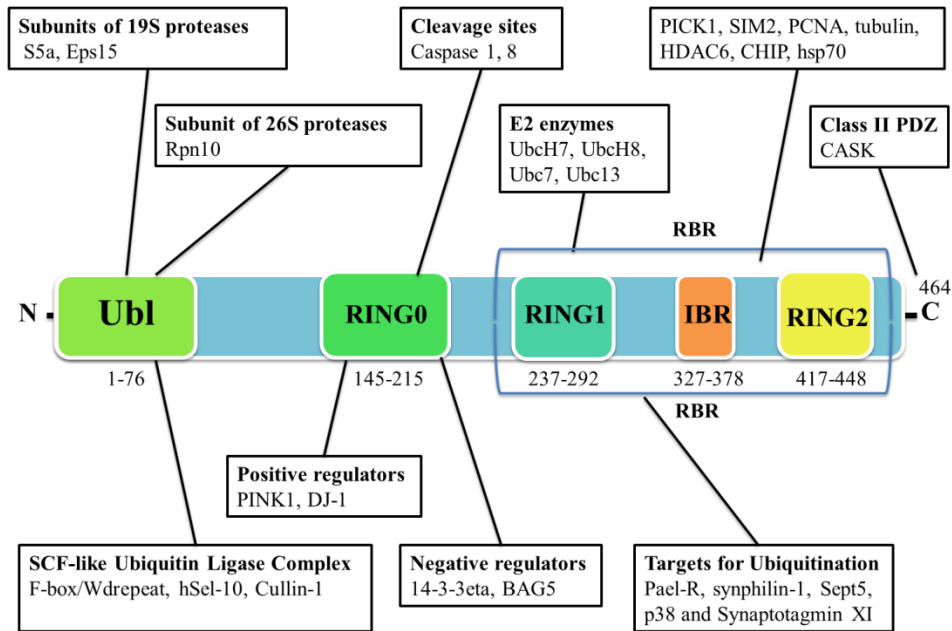 Subunits of 19S proteases
S5a, Eps15
Cleavage sites
Caspase 1, 8
PICK1, SIM2, PCNA, tubulin,
HDAC6, CHIP, hsp70
Subunit of 26S proteases
Rpn10
E2 enzymes
UbcH7, UbcH8,
Ubc7, Ubc13
Class II PDZ
CASK
RBR
464
N
Ubl
RING0
RING1
IBR
RING2
C
1-76
145-215
237-292
327-378
417-448
RBR
Positive regulators
PINK1, DJ-1
SCF-like Ubiquitin Ligase Complex
F-box/Wdrepeat, hSel-10, Cullin-1
Negative regulators
14-3-3eta, BAG5
Targets for Ubiquitination
Pael-R, synphilin-1, Sept5,
p38 and Synaptotagmin XI